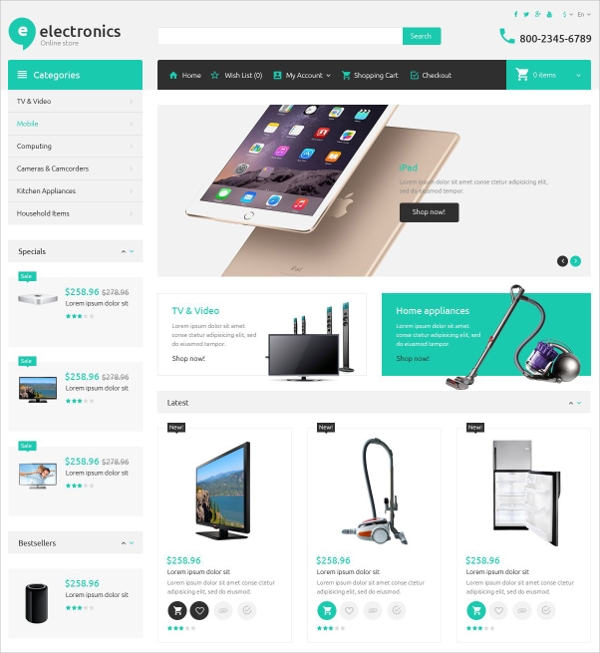 electronics
Online store
Search
$ En
800-2345-6789
Categories
Home Wish List (0) My Account Shopping Cart Checkout
0 items
TV & Video
Mobile
Computing
Cameras & Camcorders
Kitchen Appliances
Household Items
iPad
Lorem ipsum dolor sit amet conse ctetur adipisicing elit,
sed do eiusmod tempor.
Shop now!
iPad
Specials
Sale
$258.96 $278.96
Lorem ipsum dolor sit
Sale
$258.96 $278.96
Lorem ipsum dolor sit
Sale
$258.96 $278.96
Lorem ipsum dolor sit
Bestsellers
$258.96
Lorem ipsum dolor sit
TV & Video
Lorem ipsum dolor sit amet
conse ctetur adipisicing elit, sed
do eiusmod tempor.
Shop now!
Home appliances
Lorem ipsum dolor sit amet
conse ctetur adipisicing elit, sed
do eiusmod tempor.
Shop now!
Latest
New!
$258.96
Lorem ipsum dolor sit
Lorem ipsum dolor sit amet conse ctetur
adipisicing elit, sed do eiusmod.
New!
$258.96
Lorem ipsum dolor sit
Lorem ipsum dolor sit amet conse ctetur
adipisicing elit, sed do eiusmod.
New!
$258.96
Lorem ipsum dolor sit
Lorem ipsum dolor sit amet conse ctetur
adipisicing elit, sed do eiusmod.